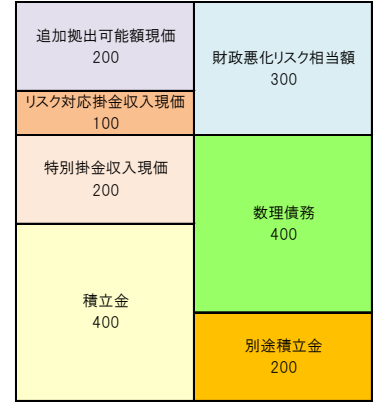 追加拠出可能額現価
200
リスク対応掛金収入現価
100
特別掛金収入現価
200
積立金
400
財政悪化リスク相当額
300
数理債務
400
別途積立金
200